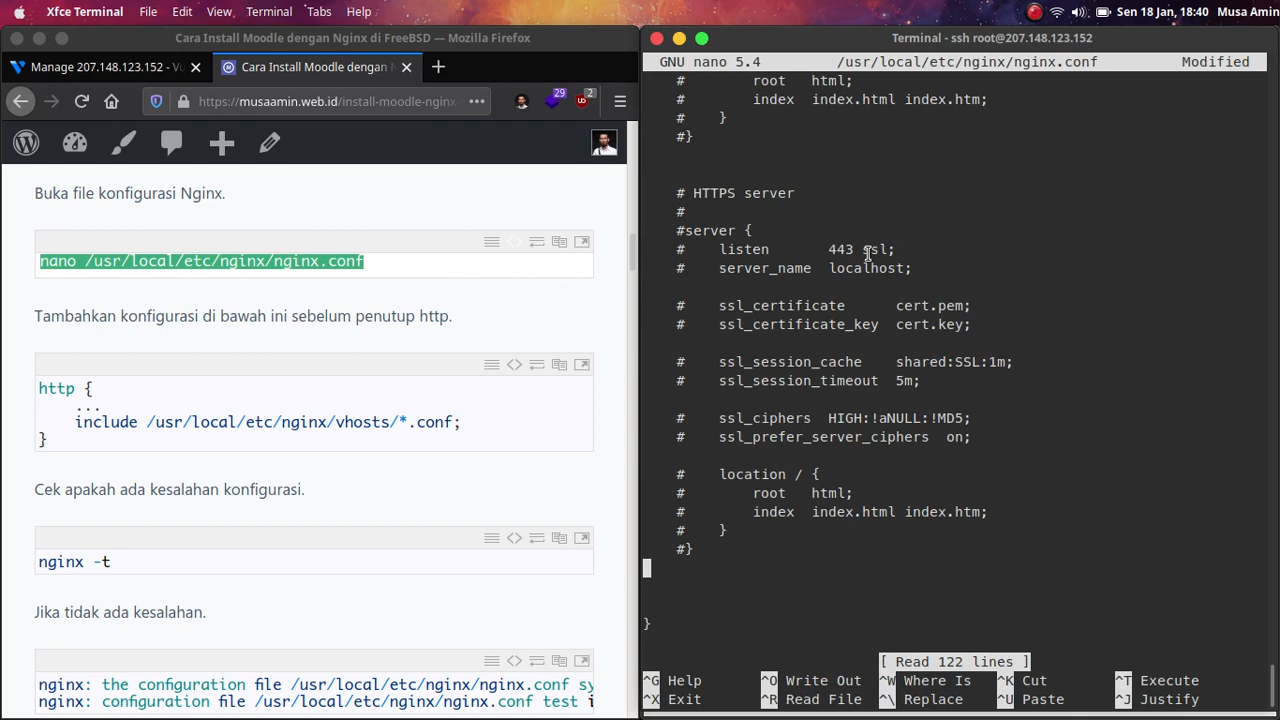 Xfce Terminal File Edit View Terminal Tabs Help Sen 18 Jan, 18:40 Musa Amin
Cara Install Moodle dengan Nginx di FreeBSD — Mozilla Firefox
Manage 207.148.123.152 - Vu
Cara Install Moodle dengan N
https://musaamin.web.id/install-moodle-nginx-
29
2
Buka file konfigurasi Nginx.
nano /usr/local/etc/nginx/nginx.conf
Tambahkan konfigurasi di bawah ini sebelum penutup http.
http {
...
include /usr/local/etc/nginx/vhosts/*.conf;
}
Cek apakah ada kesalahan konfigurasi.
nginx -t
Jika tidak ada kesalahan.
nginx: the configuration file /usr/local/etc/nginx/nginx.conf sy
nginx: configuration file /usr/local/etc/nginx/nginx.conf test i
Terminal - ssh root@207.148.123.152
GNU nano 5.4 /usr/local/etc/nginx/nginx.conf Modified
# root html;
# index index.html index.htm;
# }
#}
# HTTPS server
#
#server {
# listen 443 ssl;
# server_name localhost;
# ssl_certificate cert.pem;
# ssl_certificate_key cert.key;
# ssl_session_cache shared:SSL:1m;
# ssl_session_timeout 5m;
# ssl_ciphers HIGH:!aNULL:!MD5;
# ssl_prefer_server_ciphers on;
# location / {
# root html;
# index index.html index.htm;
# }
#}
}
[ Read 122 lines ]
^G Help ^O Write Out ^W Where Is ^K Cut ^T Execute
^X Exit ^R Read File ^\ Replace ^U Paste ^J Justify